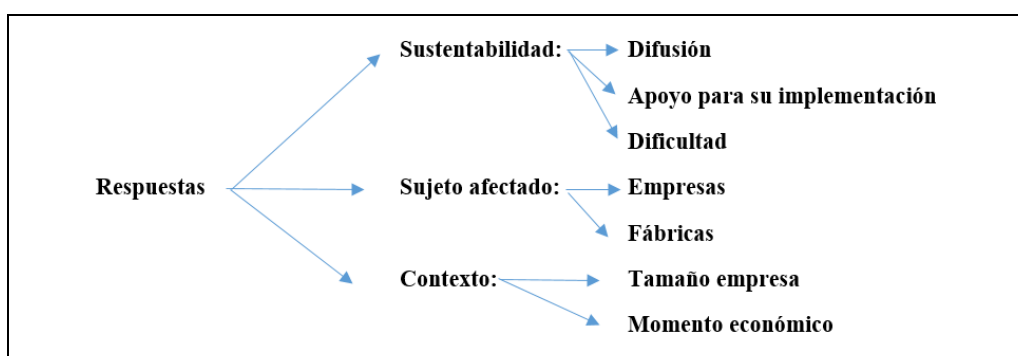 Sustentabilidad: Difusión
Apoyo para su implementación
Dificultad
Respuestas Sujeto afectado: Empresas
Fábricas
Contexto: Tamaño empresa
Momento económico